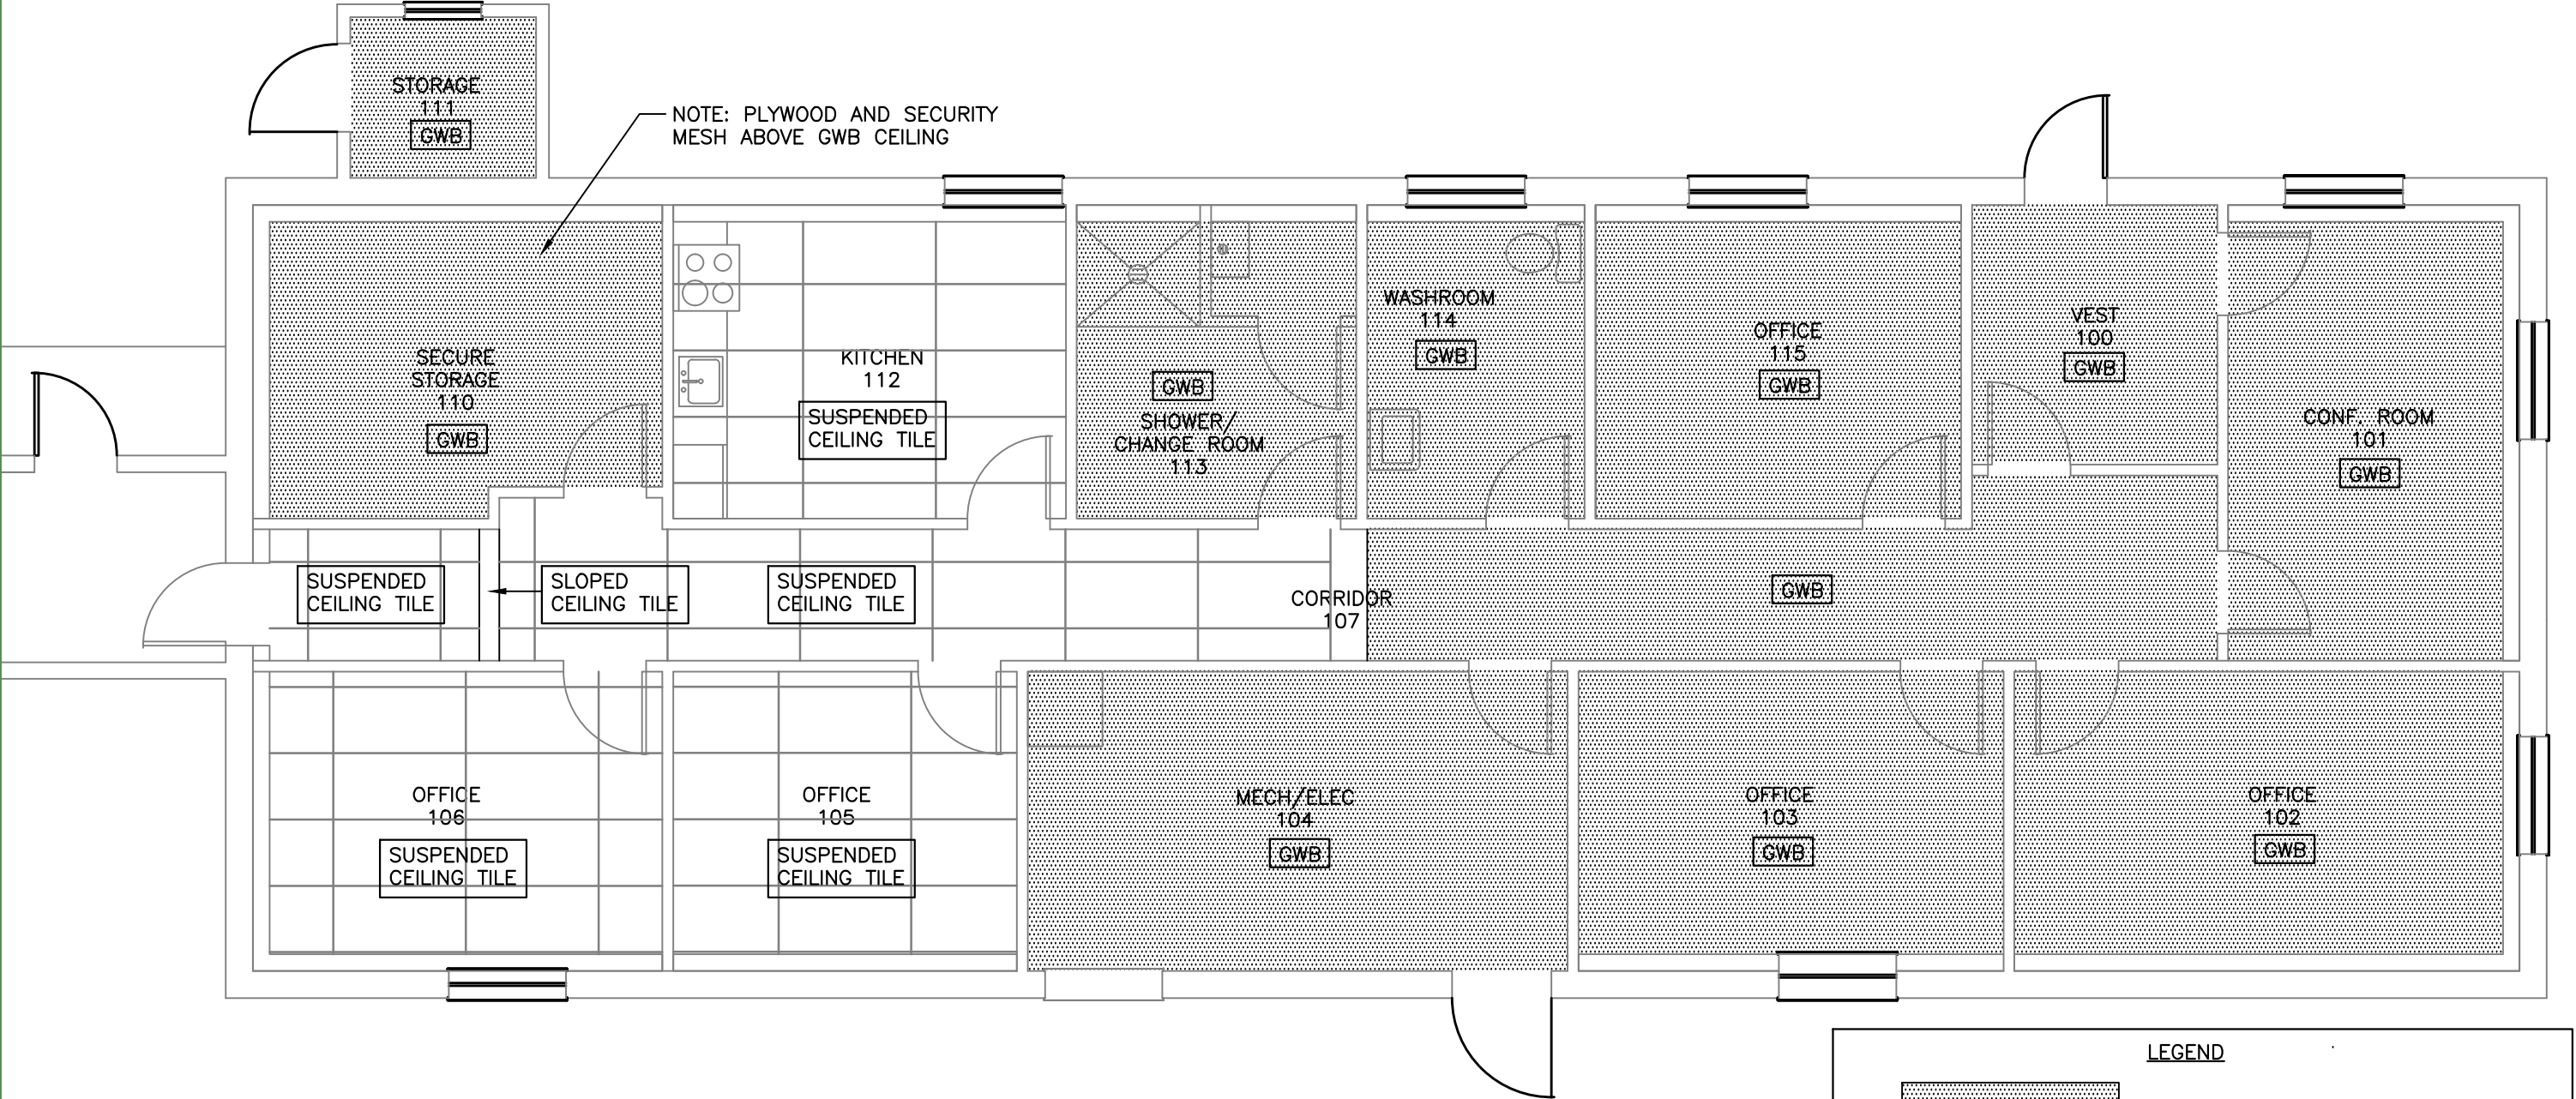 STORAGE
111
GWB
NOTE: PLYWOOD AND SECURITY
MESH ABOVE GWB CEILING
SECURE
STORAGE
110
GWB
KITCHEN
112
SUSPENDED
CEILING TILE
GWB
SHOWER/
CHANGE ROOM
113
WASHROOM
114
GWB
OFFICE
115
GWB
VEST
100
GWB
CONF. ROOM
101
GWB
SUSPENDED
CEILING TILE
SLOPED
CEILING TILE
SUSPENDED
CEILING TILE
CORRIDOR
107
GWB
OFFICE
106
SUSPENDED
CEILING TILE
OFFICE
105
SUSPENDED
CEILING TILE
MECH/ELEC
104
GWB
OFFICE
103
GWB
OFFICE
102
GWB
LEGEND